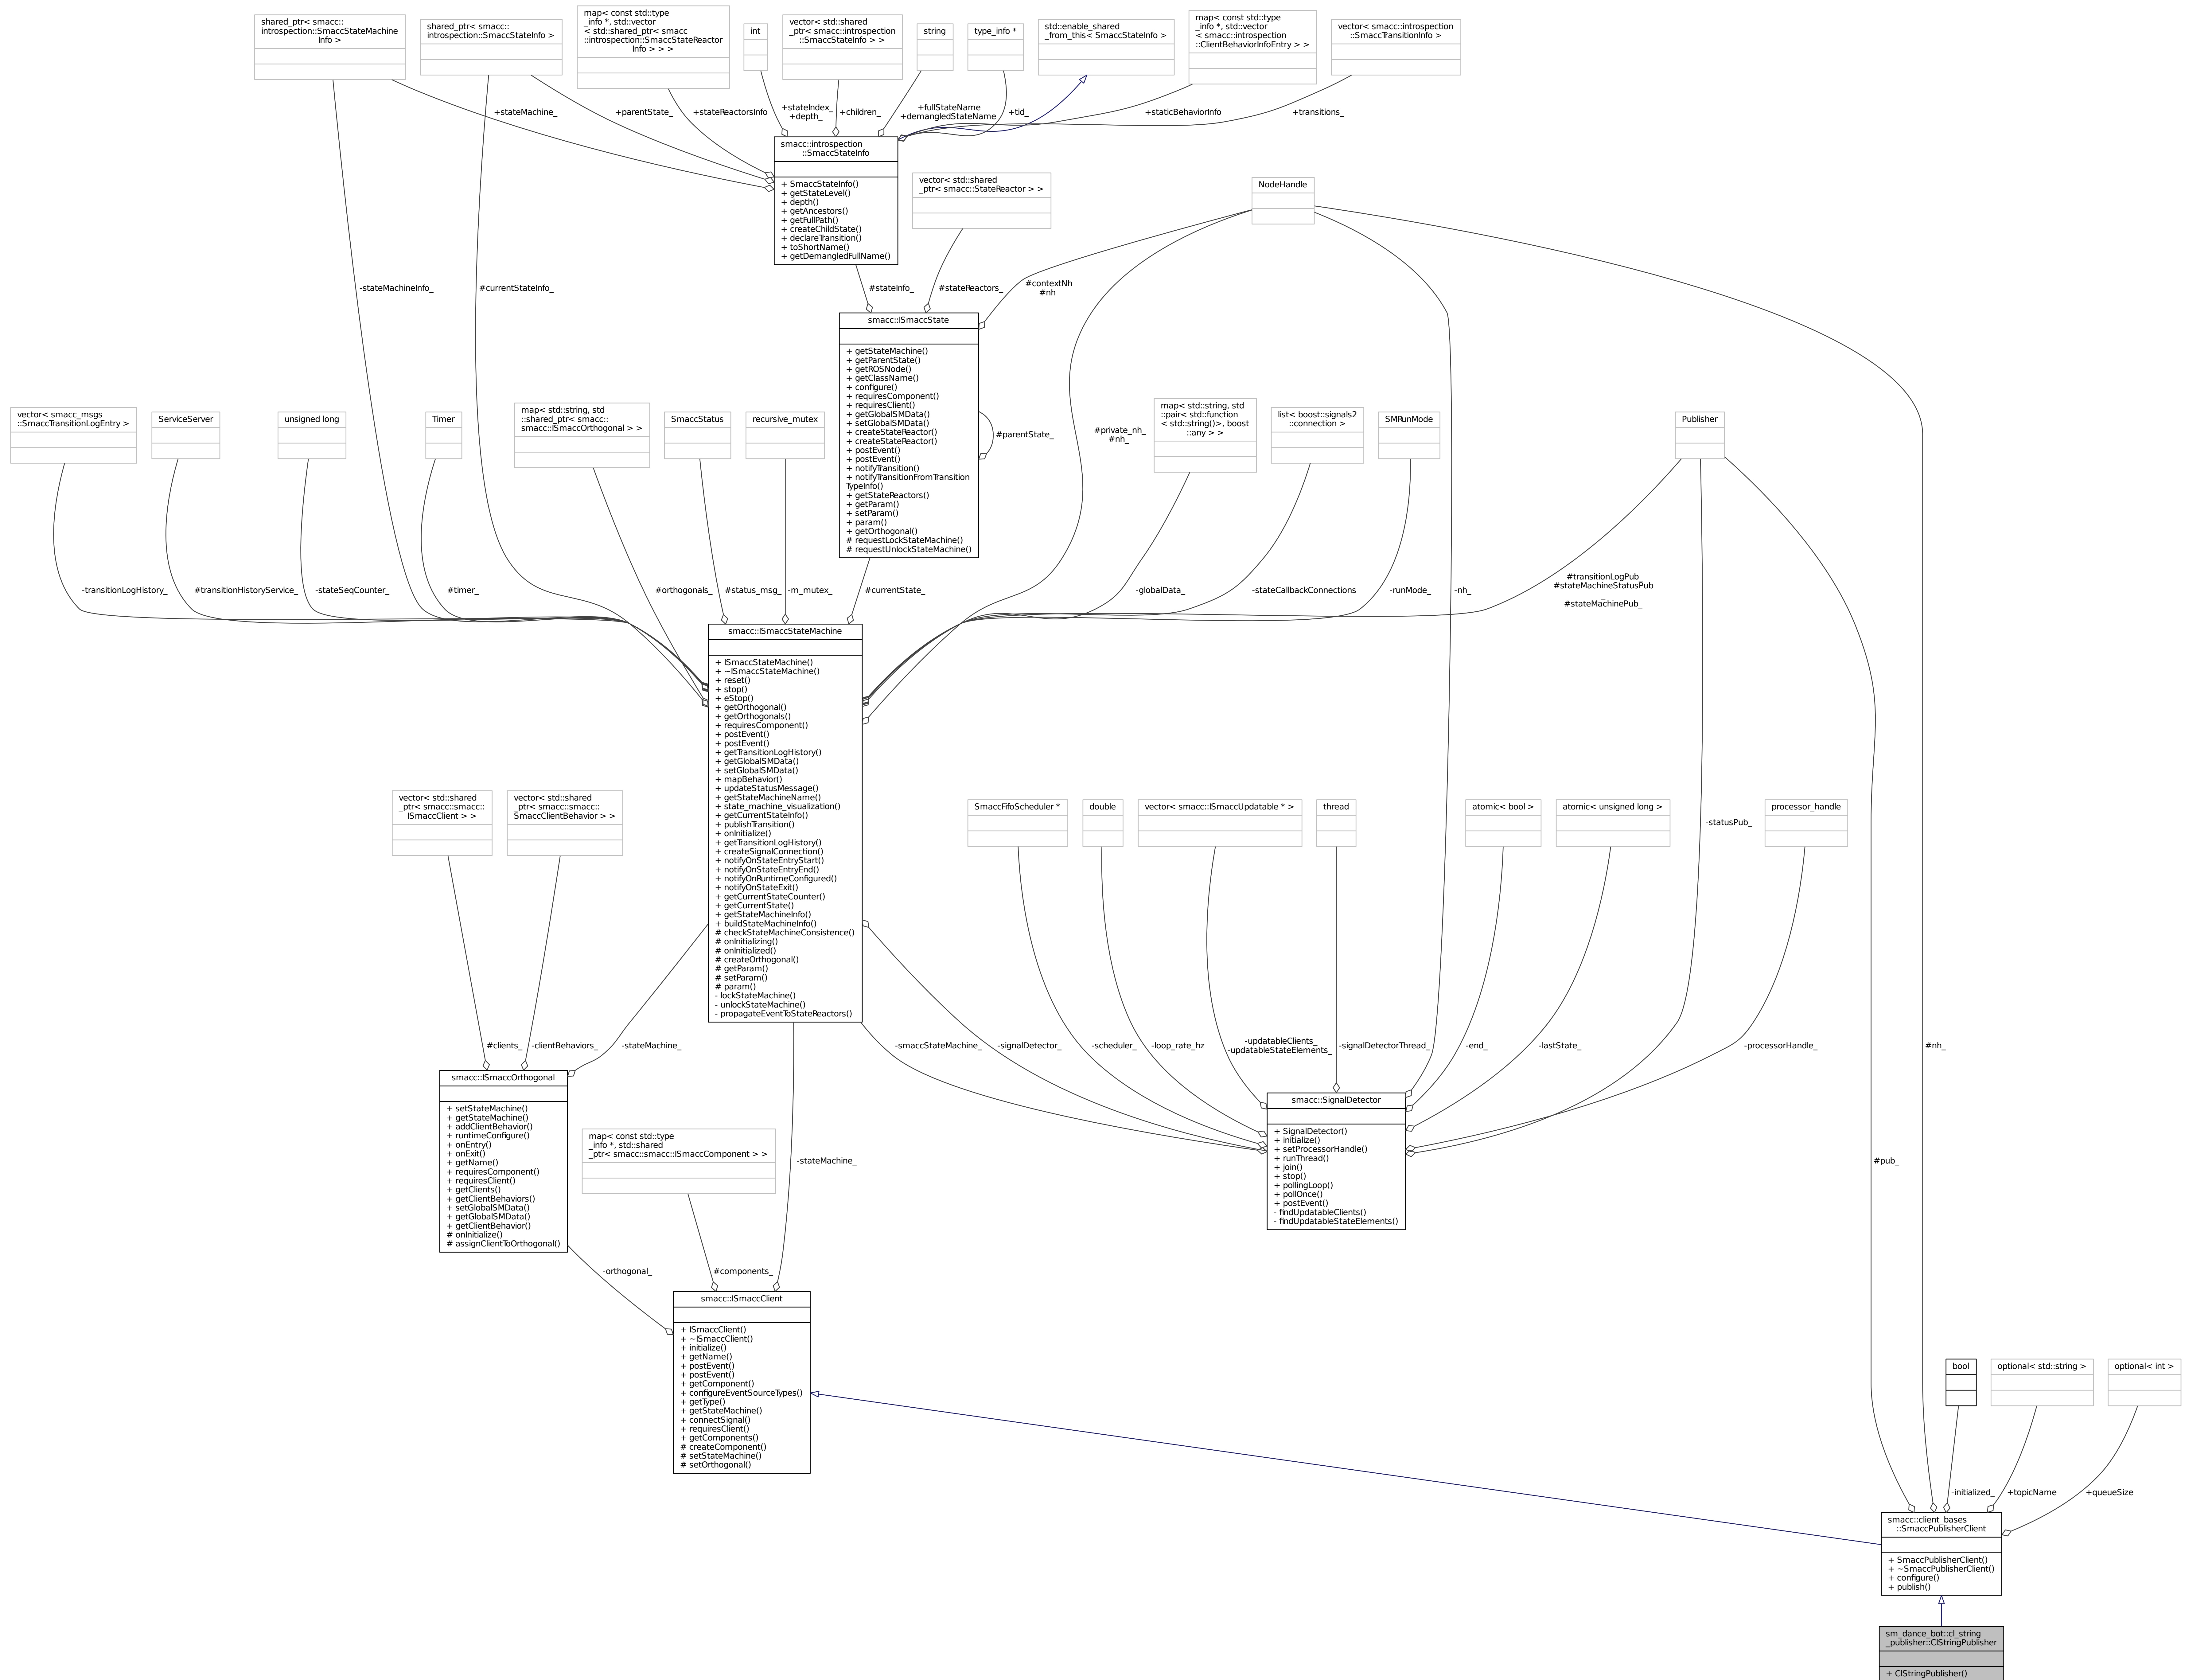 shared_ptr< smacc::
introspection::SmaccStateMachine
Info >
shared_ptr< smacc::
introspection::SmaccStateInfo >
map< const std::type
_info *, std::vector
< std::shared_ptr< smacc
::introspection::SmaccStateReactor
Info > > >
int
vector< std::shared
_ptr< smacc::introspection
::SmaccStateInfo > >
string
type_info *
std::enable_shared
_from_this< SmaccStateInfo >
map< const std::type
_info *, std::vector
< smacc::introspection
::ClientBehaviorInfoEntry > >
vector< smacc::introspection
::SmaccTransitionInfo >
+stateMachine_
+parentState_
+stateReactorsInfo
+stateIndex_
+depth_
+children_
+fullStateName
+demangledStateName
+tid_
+staticBehaviorInfo
+transitions_
smacc::introspection
::SmaccStateInfo
+ SmaccStateInfo()
+ getStateLevel()
+ depth()
+ getAncestors()
+ getFullPath()
+ createChildState()
+ declareTransition()
+ toShortName()
+ getDemangledFullName()
vector< std::shared
_ptr< smacc::StateReactor > >
NodeHandle
-stateMachineInfo_
#currentStateInfo_
#stateInfo_
#stateReactors_
#contextNh
#nh
smacc::ISmaccState
+ getStateMachine()
+ getParentState()
+ getROSNode()
+ getClassName()
+ configure()
+ requiresComponent()
+ requiresClient()
+ getGlobalSMData()
+ setGlobalSMData()
+ createStateReactor()
+ createStateReactor()
+ postEvent()
+ postEvent()
+ notifyTransition()
+ notifyTransitionFromTransition
TypeInfo()
+ getStateReactors()
+ getParam()
+ setParam()
+ param()
+ getOrthogonal()
# requestLockStateMachine()
# requestUnlockStateMachine()
#parentState_
#private_nh_
#nh_
vector< smacc_msgs
::SmaccTransitionLogEntry >
ServiceServer
unsigned long
Timer
map< std::string, std
::shared_ptr< smacc::
smacc::ISmaccOrthogonal > >
SmaccStatus
recursive_mutex
map< std::string, std
::pair< std::function
< std::string()>, boost
::any > >
list< boost::signals2
::connection >
SMRunMode
Publisher
-transitionLogHistory_
#transitionHistoryService_
-stateSeqCounter_
#timer_
#orthogonals_
#status_msg_
-m_mutex_
#currentState_
-globalData_
-stateCallbackConnections
-runMode_
-nh_
#transitionLogPub_
#stateMachineStatusPub
_
#stateMachinePub_
smacc::ISmaccStateMachine
+ ISmaccStateMachine()
+ ~ISmaccStateMachine()
+ reset()
+ stop()
+ eStop()
+ getOrthogonal()
+ getOrthogonals()
+ requiresComponent()
+ postEvent()
+ postEvent()
+ getTransitionLogHistory()
+ getGlobalSMData()
+ setGlobalSMData()
+ mapBehavior()
+ updateStatusMessage()
+ getStateMachineName()
+ state_machine_visualization()
+ getCurrentStateInfo()
+ publishTransition()
+ onInitialize()
+ getTransitionLogHistory()
+ createSignalConnection()
+ notifyOnStateEntryStart()
+ notifyOnStateEntryEnd()
+ notifyOnRuntimeConfigured()
+ notifyOnStateExit()
+ getCurrentStateCounter()
+ getCurrentState()
+ getStateMachineInfo()
+ buildStateMachineInfo()
# checkStateMachineConsistence()
# onInitializing()
# onInitialized()
# createOrthogonal()
# getParam()
# setParam()
# param()
- lockStateMachine()
- unlockStateMachine()
- propagateEventToStateReactors()
vector< std::shared
_ptr< smacc::smacc::
ISmaccClient > >
vector< std::shared
_ptr< smacc::smacc::
SmaccClientBehavior > >
SmaccFifoScheduler *
double
vector< smacc::ISmaccUpdatable * >
thread
atomic< bool >
atomic< unsigned long >
processor_handle
-statusPub_
#clients_
-clientBehaviors_
-stateMachine_
-smaccStateMachine_
-signalDetector_
-scheduler_
-loop_rate_hz
-updatableClients_
-updatableStateElements_
-signalDetectorThread_
-end_
-lastState_
-processorHandle_
#nh_
smacc::ISmaccOrthogonal
+ setStateMachine()
+ getStateMachine()
+ addClientBehavior()
+ runtimeConfigure()
+ onEntry()
+ onExit()
+ getName()
+ requiresComponent()
+ requiresClient()
+ getClients()
+ getClientBehaviors()
+ setGlobalSMData()
+ getGlobalSMData()
+ getClientBehavior()
# onInitialize()
# assignClientToOrthogonal()
map< const std::type
_info *, std::shared
_ptr< smacc::smacc::ISmaccComponent > >
-stateMachine_
smacc::SignalDetector
+ SignalDetector()
+ initialize()
+ setProcessorHandle()
+ runThread()
+ join()
+ stop()
+ pollingLoop()
+ pollOnce()
+ postEvent()
- findUpdatableClients()
- findUpdatableStateElements()
#pub_
-orthogonal_
#components_
smacc::ISmaccClient
+ ISmaccClient()
+ ~ISmaccClient()
+ initialize()
+ getName()
+ postEvent()
+ postEvent()
+ getComponent()
+ configureEventSourceTypes()
+ getType()
+ getStateMachine()
+ connectSignal()
+ requiresClient()
+ getComponents()
# createComponent()
# setStateMachine()
# setOrthogonal()
bool
optional< std::string >
optional< int >
-initialized_
+topicName
+queueSize
smacc::client_bases
::SmaccPublisherClient
+ SmaccPublisherClient()
+ ~SmaccPublisherClient()
+ configure()
+ publish()
sm_dance_bot::cl_string
_publisher::ClStringPublisher
+ ClStringPublisher()